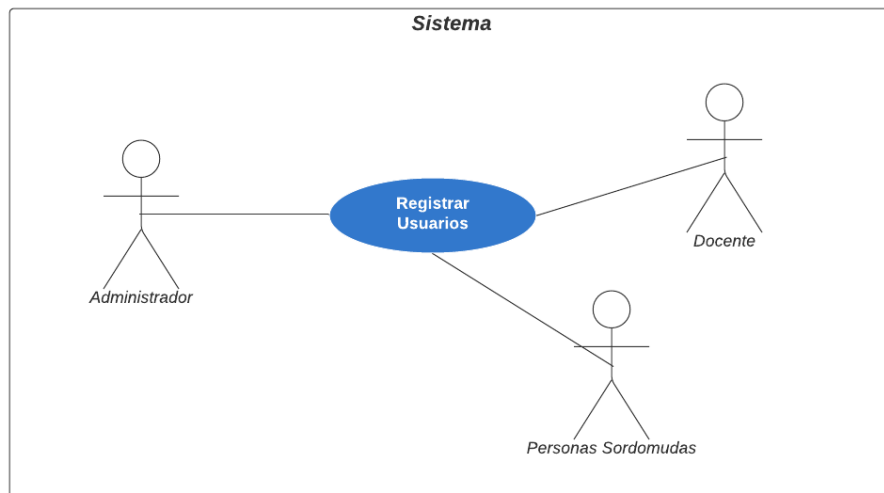 Sistema
Registrar
Usuarios
Docente
Administrador
Personas Sordomudas